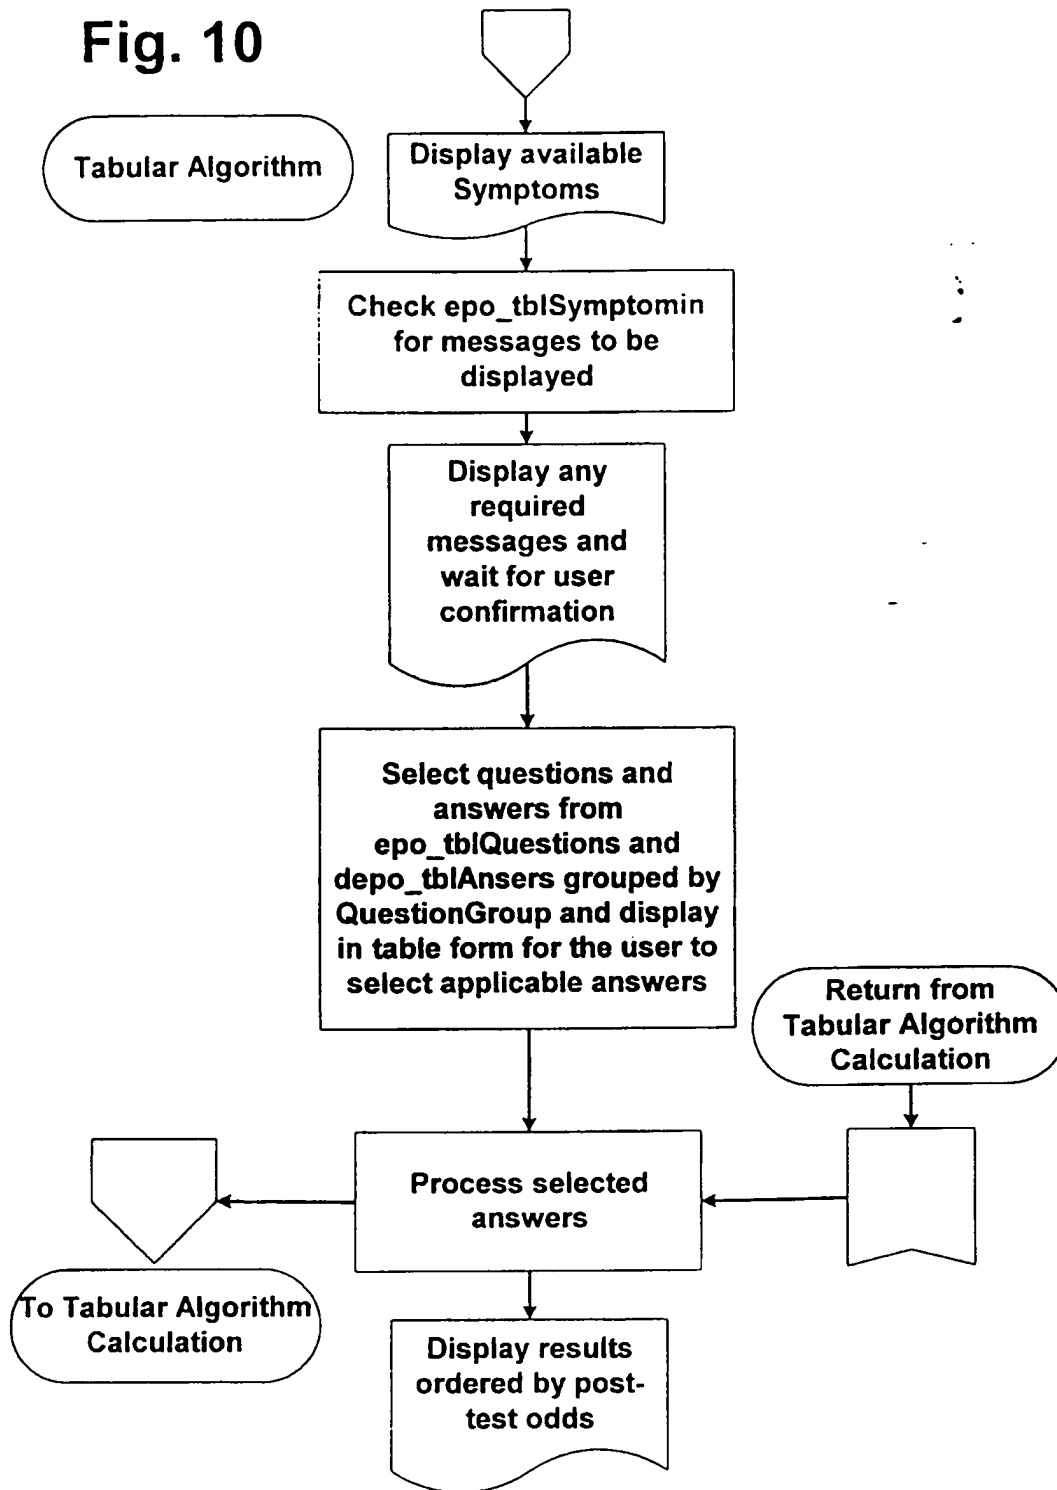 Fig. 10
Tabular Algorithm
Display available
Symptoms
Check epo_tblSymptomin
for messages to be
displayed
Display any
required
messages and
wait for user
confirmation
Select questions and
answers from
epo_tblQuestions and
depo_tblAnsers grouped by
QuestionGroup and display
in table form for the user to
select applicable answers
Return from
Tabular Algorithm
Calculation
Process selected
answers
To Tabular Algorithm
Calculation
Display results
ordered by post-
test odds